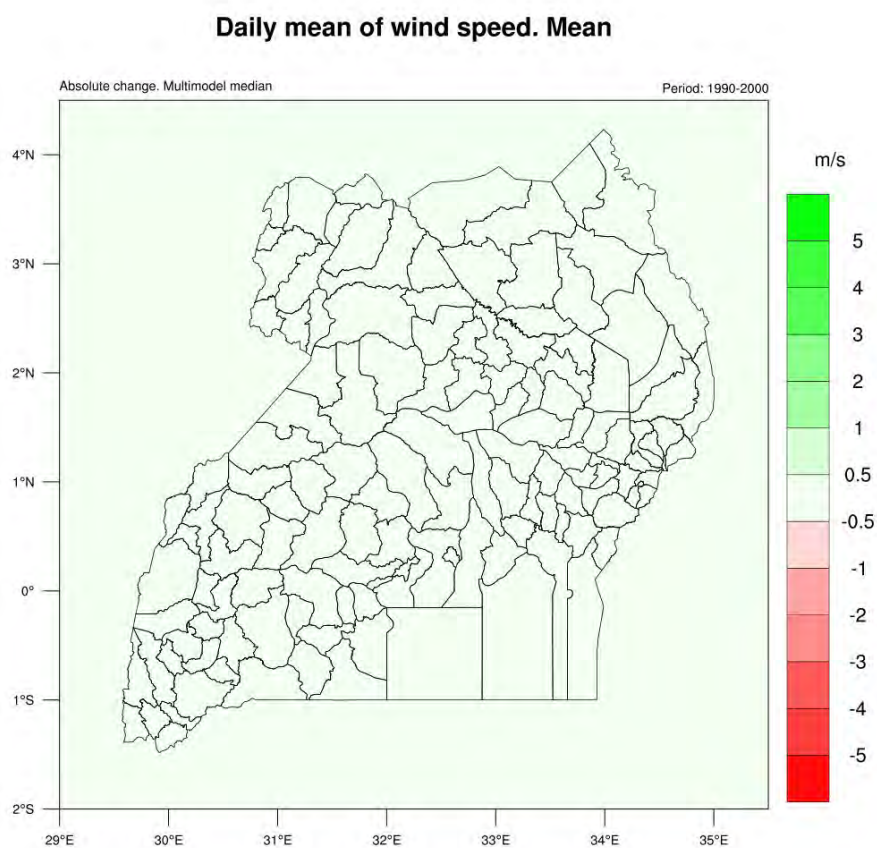 Daily mean of wind speed. Mean
Absolute change. Multimodel median
Period: 1990-2000
m/s
4°N
3°N
2°N
1°N
0°
1°S
2°S
29°E
30°E
31°E
32°E
33°E
34°E
35°E
5
4
3
2
1
0.5
-0.5
-1
-2
-3
-4
-5